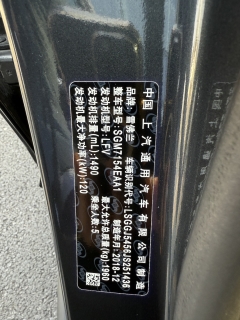 中国 上汽通用汽车有限公司制造
品牌:雪佛兰 车辆识别代号:LSGGJ5456JS251436
整车型号:SGM7154EAA1 制造年月:2018-12
发动机型号:LFV 最大允许总质量(kg):1960
发动机排量(mL):1490 乘坐人数:5
发动机最大净功率(kW):120